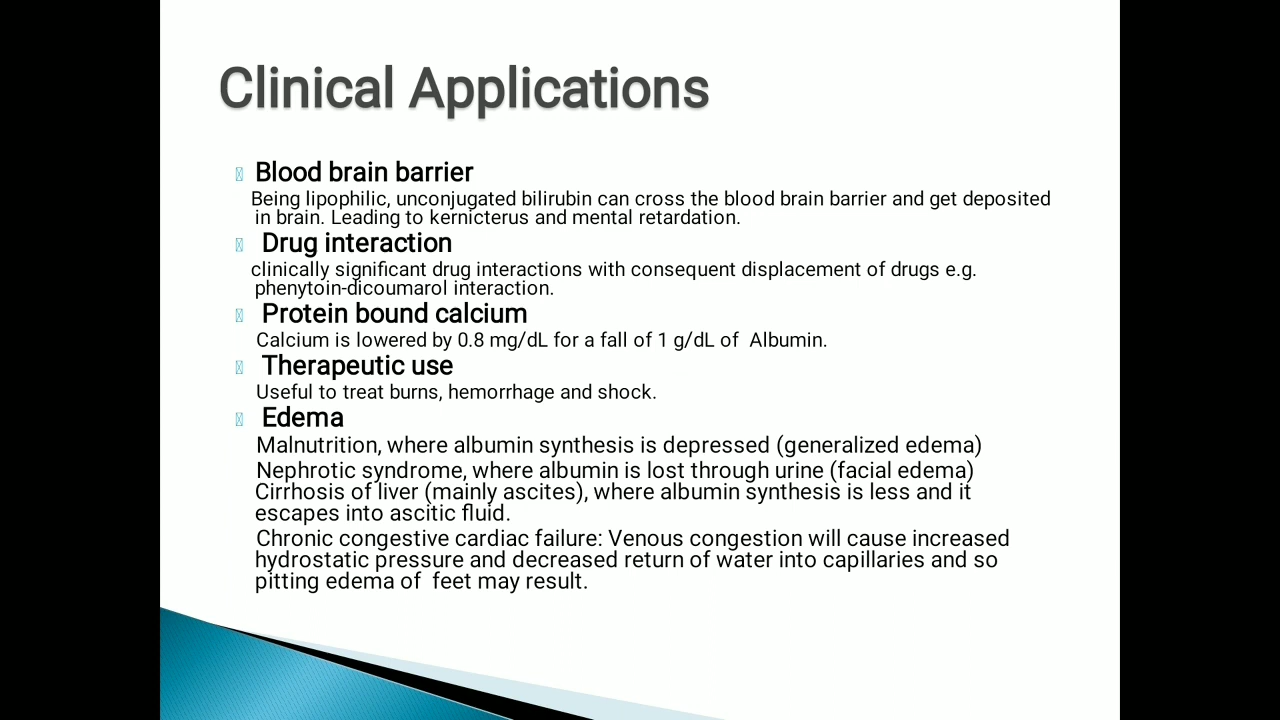 Clinical Applications
Blood brain barrier
Being lipophilic, unconjugated bilirubin can cross the blood brain barrier and get deposited
in brain. Leading to kernicterus and mental retardation.
Drug interaction
clinically significant drug interactions with consequent displacement of drugs e.g.
phenytoin-dicoumarol interaction.
Protein bound calcium
Calcium is lowered by 0.8 mg/dL for a fall of 1 g/dL of Albumin.
Therapeutic use
Useful to treat burns, hemorrhage and shock.
Edema
Malnutrition, where albumin synthesis is depressed (generalized edema)
Nephrotic syndrome, where albumin is lost through urine (facial edema)
Cirrhosis of liver (mainly ascites), where albumin synthesis is less and it
escapes into ascitic fluid.
Chronic congestive cardiac failure: Venous congestion will cause increased
hydrostatic pressure and decreased return of water into capillaries and so
pitting edema of feet may result.